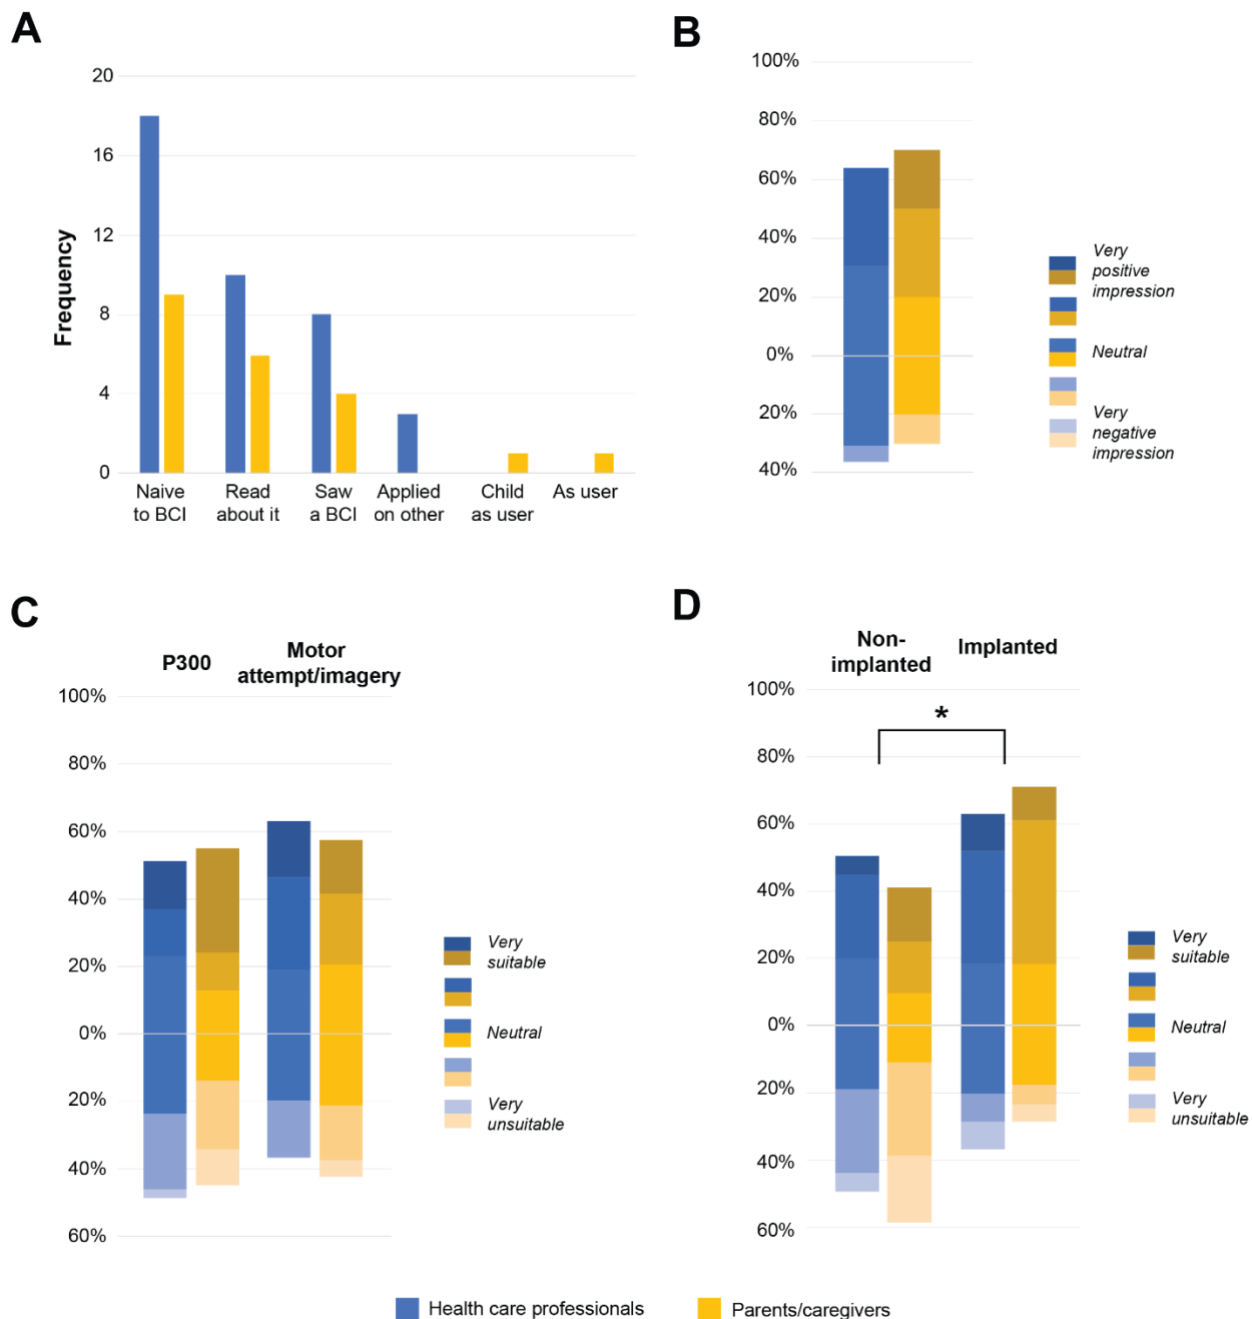 A
20
16
12
8
4
0
Frequency
Naive
to BCI
Read
about it
Saw
a BCI
Applied
on other
Child
as user
As user
B
100%
80%
60%
40%
20%
0%
20%
40%
Very
positive
impression
Neutral
Very
negative
impression
C
P300
Motor
attempt/imagery
100%
80%
60%
40%
20%
0%
20%
40%
60%
Very
suitable
Neutral
Very
unsuitable
D
Non-
implanted
Implanted
*
100%
80%
60%
40%
20%
0%
20%
40%
60%
Very
suitable
Neutral
Very
unsuitable
Health care professionals
Parents/caregivers